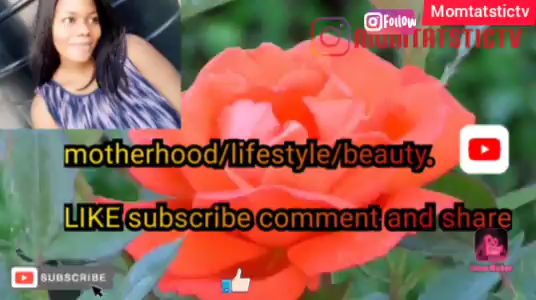 Momtatstictv
Follow
MOMTATSTICTV
motherhood/lifestyle/beauty.
LIKE subscribe comment and share
SUBSCRIBE